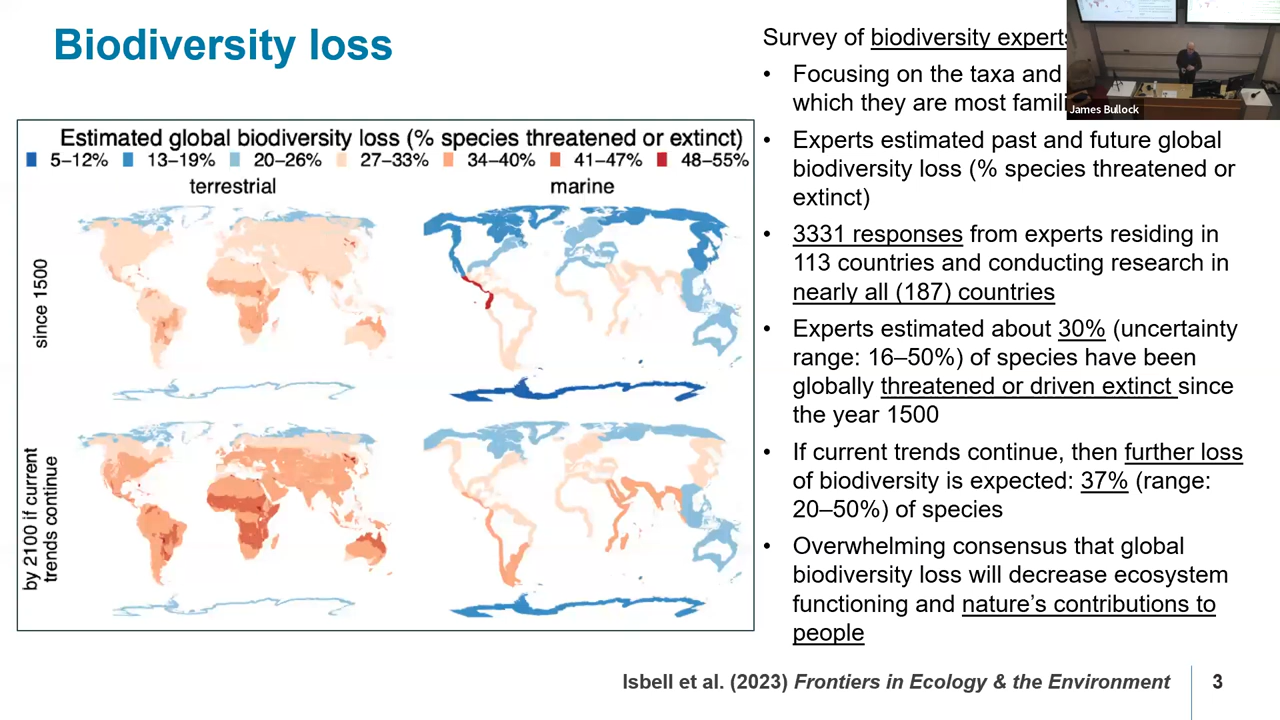 Biodiversity loss
Estimated global biodiversity loss (% species threatened or extinct)
5–12% 13–19% 20–26% 27–33% 34–40% 41–47% 48–55%
terrestrial marine
since 1500
by 2100 if current
trends continue
Survey of biodiversity experts
• Focusing on the taxa and
which they are most famili
James Bullock
• Experts estimated past and future global
biodiversity loss (% species threatened or
extinct)
• 3331 responses from experts residing in
113 countries and conducting research in
nearly all (187) countries
• Experts estimated about 30% (uncertainty
range: 16–50%) of species have been
globally threatened or driven extinct since
the year 1500
• If current trends continue, then further loss
of biodiversity is expected: 37% (range:
20–50%) of species
• Overwhelming consensus that global
biodiversity loss will decrease ecosystem
functioning and nature’s contributions to
people
Isbell et al. (2023) Frontiers in Ecology & the Environment 3